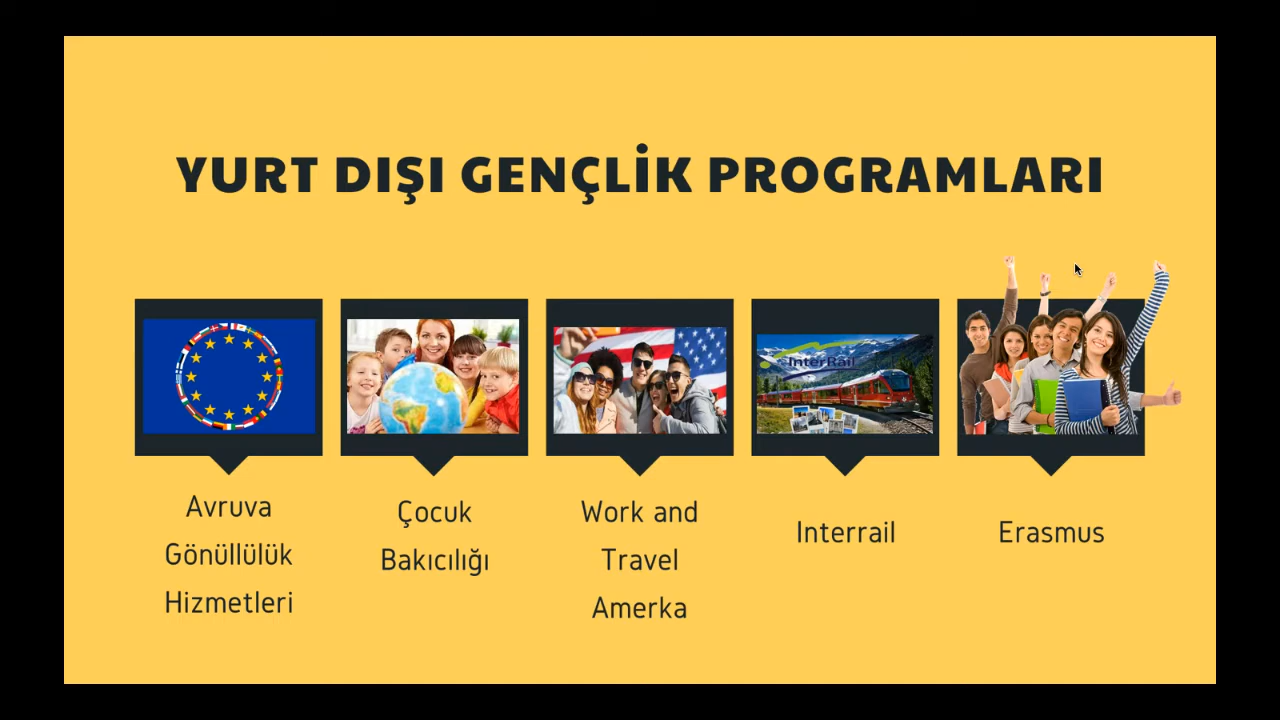 YURT DIŞI GENÇLİK PROGRAMLARI
InterRail
Avruva
Gönüllülük
Hizmetleri
Çocuk
Bakıcılığı
Work and
Travel
Amerka
Interrail
Erasmus